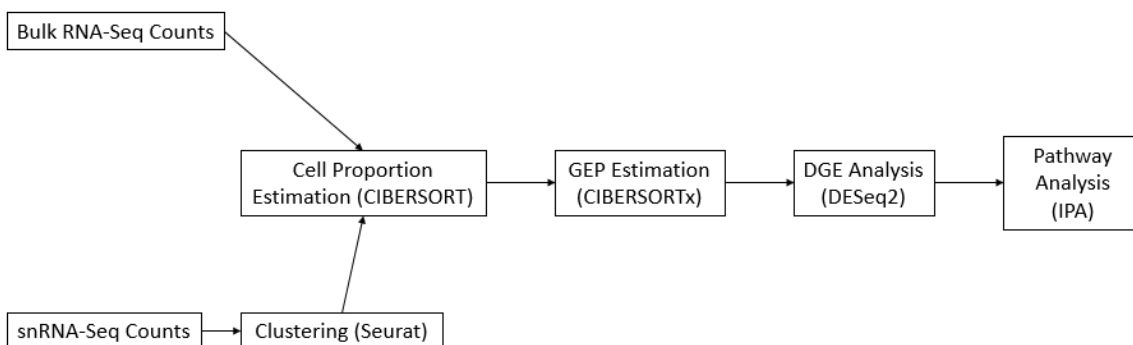 Bulk RNA-Seq Counts
Cell Proportion
Estimation (CIBERSORT)
GEP Estimation
(CIBERSORTx)
DGE Analysis
(DESeq2)
Pathway
Analysis
(IPA)
snRNA-Seq Counts
Clustering (Seurat)